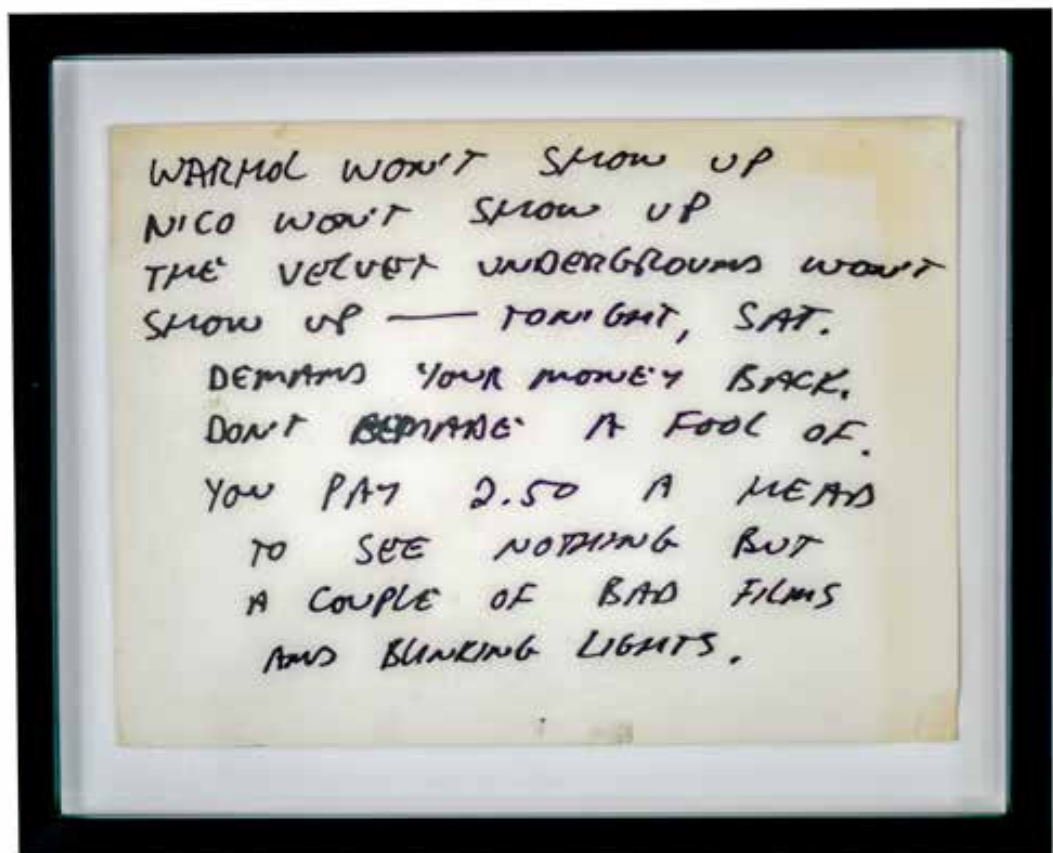 WARHOL WON'T SHOW UP
NICO WON'T SHOW UP
THE VELVET UNDERGROUND WON'T
SHOW UP — TONIGHT, SAT.
DEMAND YOUR MONEY BACK.
DON'T BE MADE A FOOL OF.
YOU PAY 2.50 A HEAD
TO SEE NOTHING BUT
A COUPLE OF BAD FILMS
AND BLINKING LIGHTS.